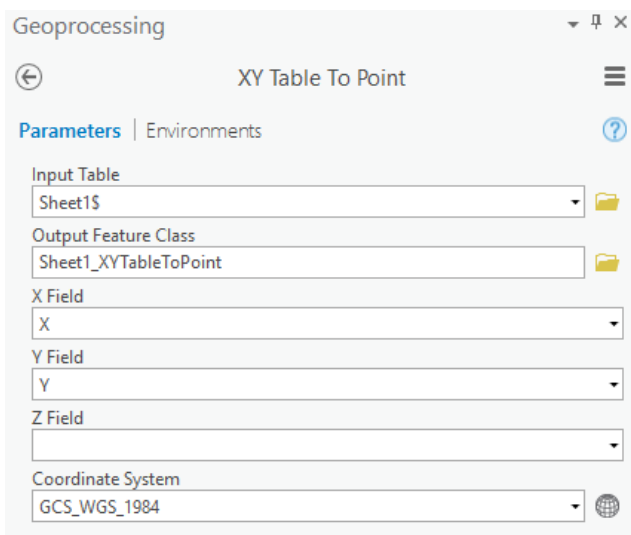 Geoprocessing
XY Table To Point
Parameters | Environments
Input Table
Sheet1$
Output Feature Class
Sheet1_XYTableToPoint
X Field
X
Y Field
Y
Z Field
Coordinate System
GCS_WGS_1984